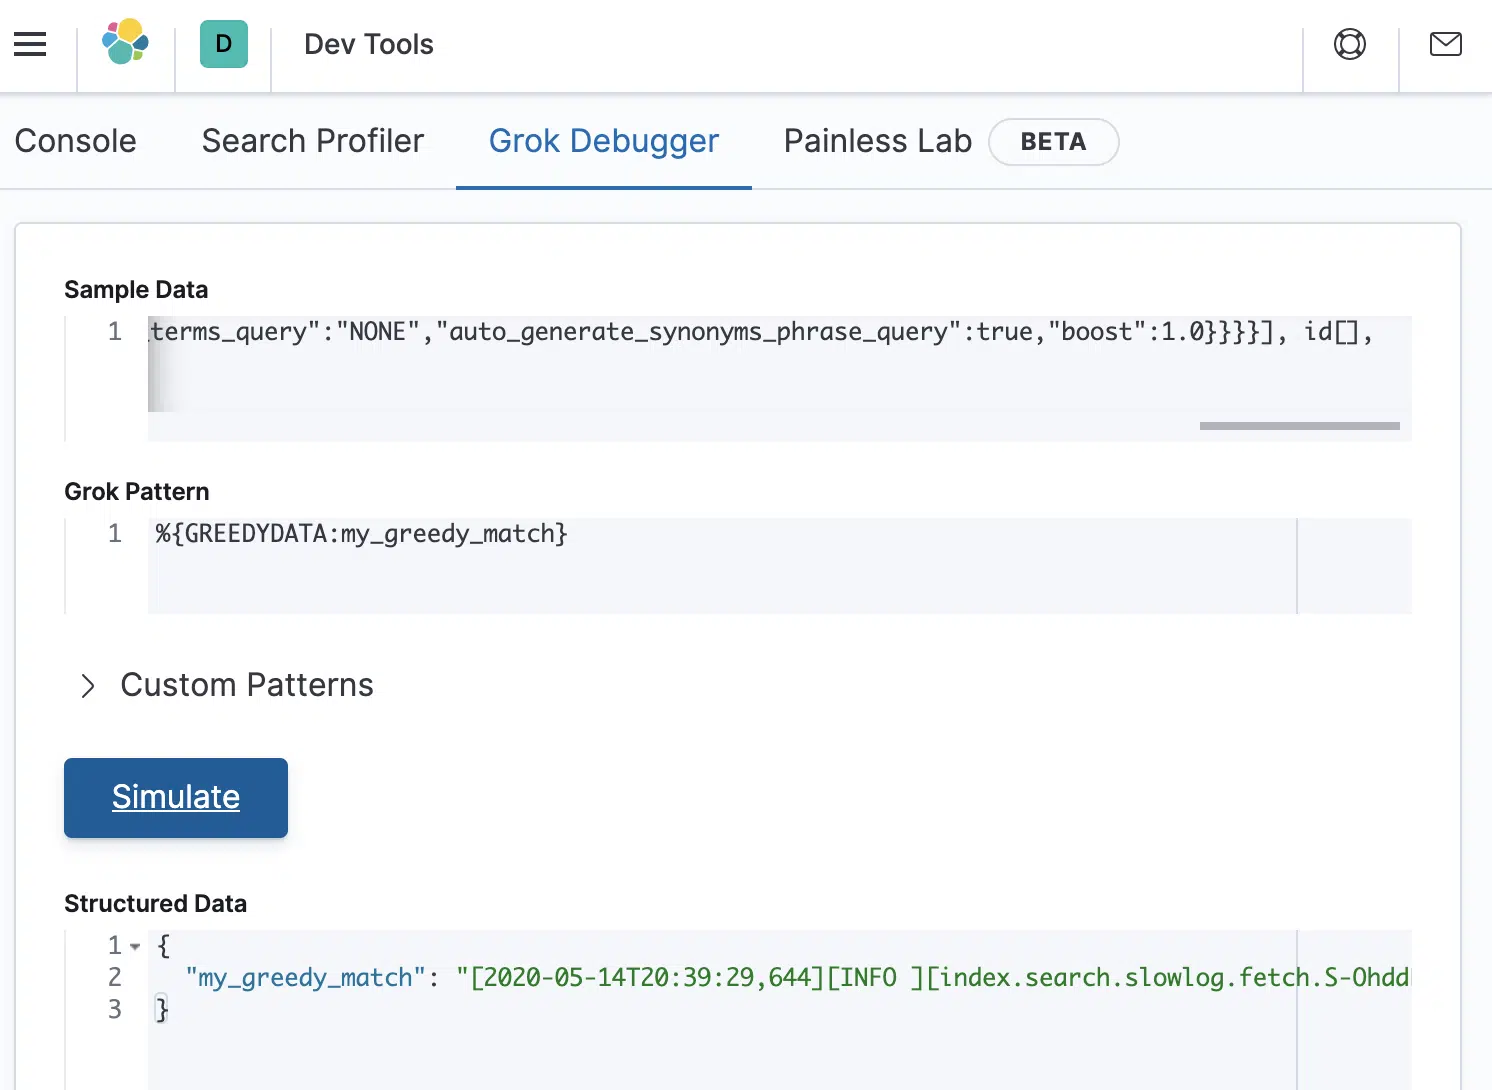 D Dev Tools
Console Search Profiler Grok Debugger Painless Lab BETA
Sample Data
1 terms_query":"NONE","auto_generate_synonyms_phrase_query":true,"boost":1.0}}}}], id[],
Grok Pattern
1 %{GREEDYDATA:my_greedy_match}
Custom Patterns
Simulate
Structured Data
1 {
2 "my_greedy_match": "[2020-05-14T20:39:29,644][INFO ][index.search.slowlog.fetch.S-Ohdd
3 }